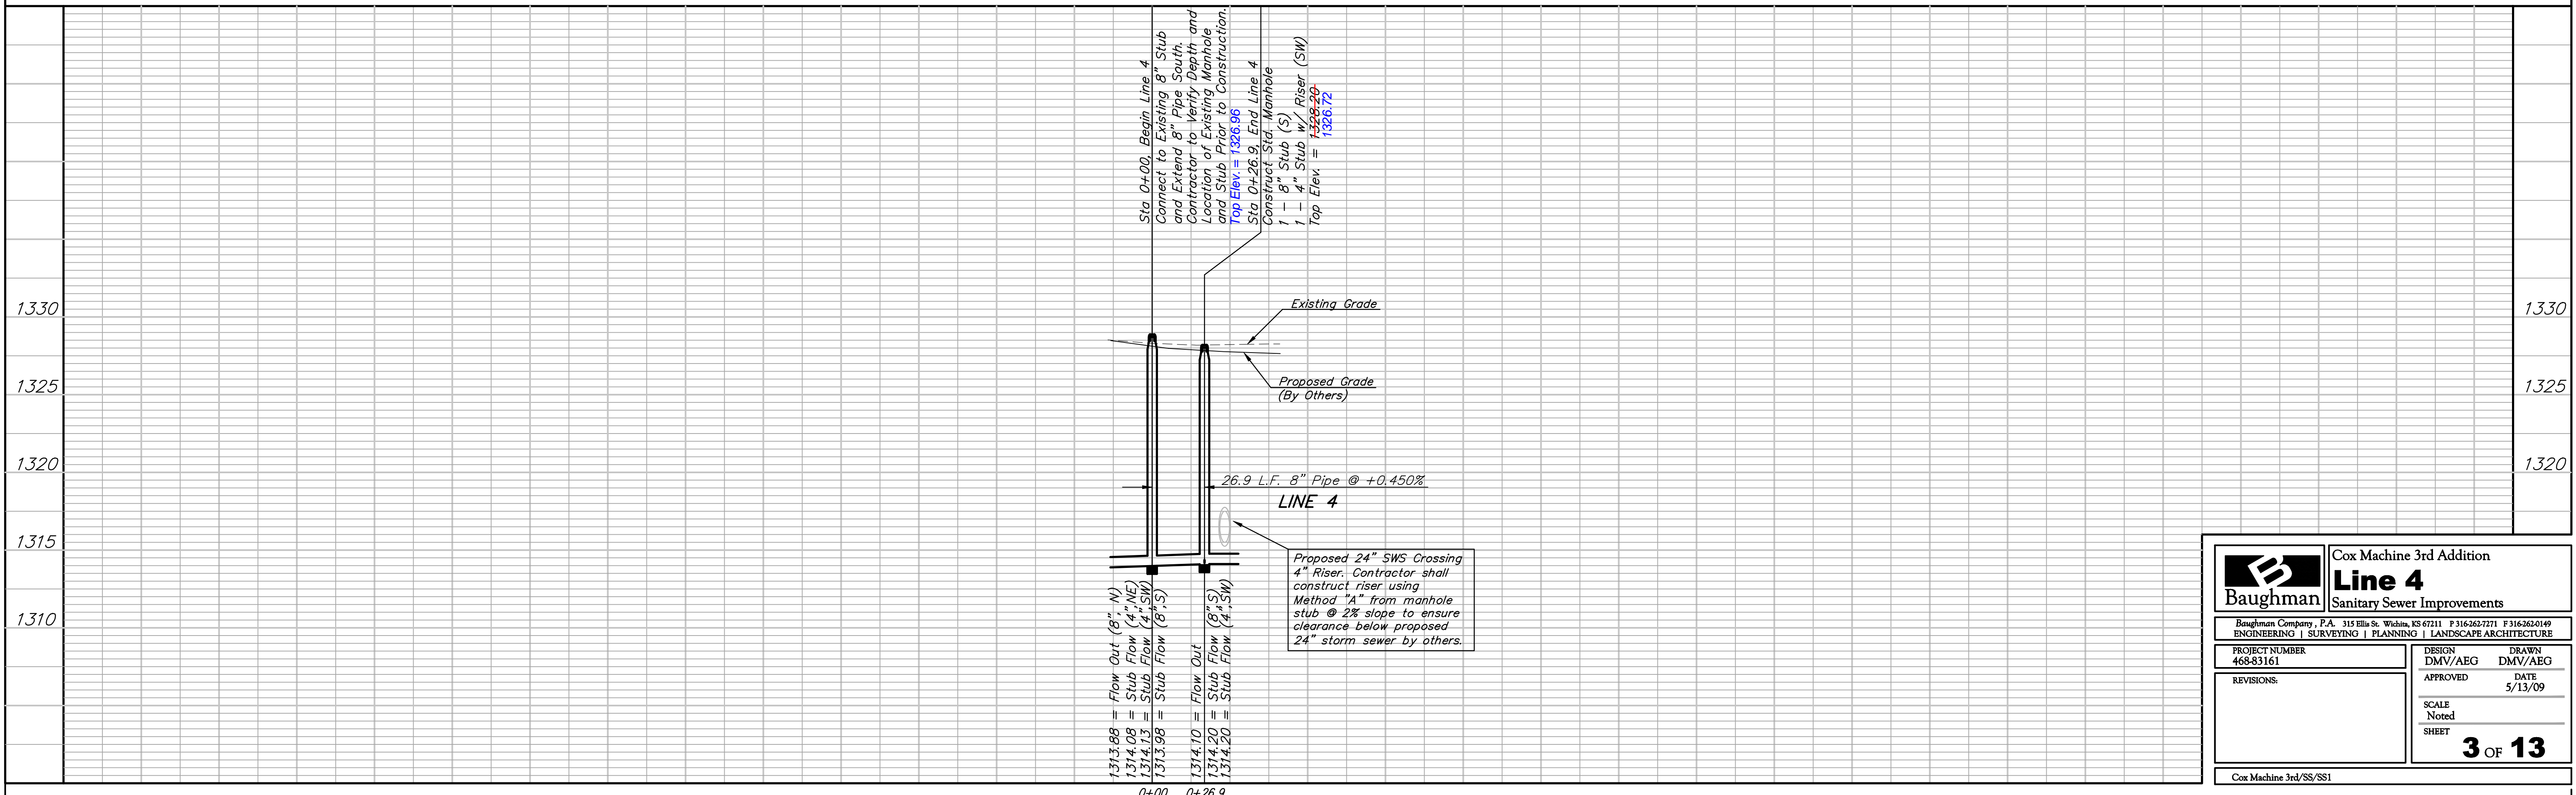 Sta 0+00, Begin Line 4
Connect to Existing 8" Stub
and Extend 8" Pipe South.
Contractor to Verify Depth and
Location of Existing Manhole
and Stub Prior to Construction.
Top Elev. = 1326.96
Sta 0+26.9, End Line 4
Construct Std. Manhole
1 - 8" Stub (S)
1 - 4" Stub w/ Riser (SW)
Top Elev. = 1328.20
1326.72
1330
1325
1320
1315
1310
Existing Grade
Proposed Grade
(By Others)
26.9 L.F. 8" Pipe @ +0.450%
LINE 4
Proposed 24" SWS Crossing
4" Riser. Contractor shall
construct riser using
Method "A" from manhole
stub @ 2% slope to ensure
clearance below proposed
24" storm sewer by others.
1313.88 = Flow Out (8", N)
1314.08 = Stub Flow (4",NE)
1314.13 = Stub Flow (4",SW)
1313.98 = Stub Flow (8",S)
1314.10 = Flow Out
1314.20 = Stub Flow (8",S)
1314.20 = Stub Flow (4",SW)
0+00 0+26.9
1330
1325
1320
B
Baughman
Cox Machine 3rd Addition
Line 4
Sanitary Sewer Improvements
Baughman Company, P.A. 315 Ellis St. Wichita, KS 67211 P 316-262-7271 F 316-262-0149
ENGINEERING | SURVEYING | PLANNING | LANDSCAPE ARCHITECTURE
PROJECT NUMBER
468-83161
REVISIONS:
DESIGN DRAWN
DMV/AEG DMV/AEG
APPROVED DATE
5/13/09
SCALE
Noted
SHEET
3 OF 13
Cox Machine 3rd/SS/SS1